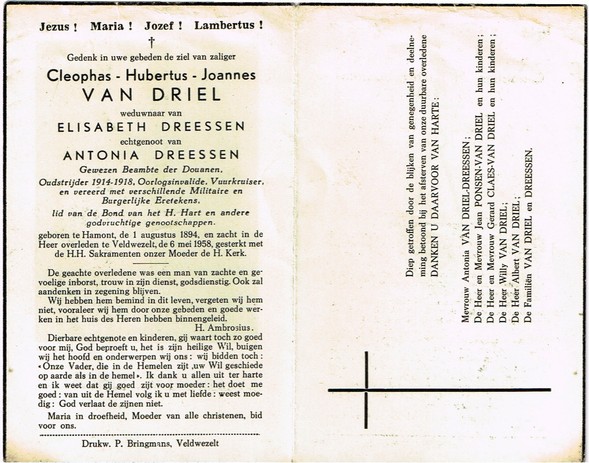 Jezus ! Maria ! Jozef ! Lambertus !
†
Gedenk in uwe gebeden de ziel van zaliger
Cleophas - Hubertus - Joannes
VAN DRIEL
weduwnaar van
ELISABETH DREESSEN
echtgenoot van
ANTONIA DREESSEN
Gewezen Beambte der Douanen,
Oudstrijder 1914-1918, Oorlogsinvalide, Vuurkruiser,
en vereerd met verschillende Militaire en
Burgerlijke Eretekens.
lid van de Bond van het H. Hart en andere
godvruchtige genootschappen.
geboren te Hamont, de 1 augustus 1894, en zacht in de
Heer overleden te Veldwezelt, de 6 mei 1958, gesterkt met
de H.H. Sakramenten onzer Moeder de H. Kerk.
De geachte overledene was een man van zachte en ge-
voelige inborst, trouw in zijn dienst, godsdienstig. Ook zal
aandenken in zegening blijven.
Wij hebben hem bemind in dit leven, vergeten wij hem
niet, vooraleer wij hem door onze gebeden en goede wer-
ken in het huis des Heren hebben binnengeleid.
H. Ambrosius.
Dierbare echtgenote en kinderen, gij waart toch zo goed
voor mij, God beproeft u, het is zijn heilige Wil, buigen
wij het hoofd en onderwerpen wij ons : wij bidden toch :
«Onze Vader, die in de Hemelen zijt ,uw Wil geschiede
op aarde als in de hemel». Ik dank u allen uit ter harte
en ik weet dat gij goed zijt voor moeder : het doet me
goed : van uit de Hemel volg ik u met liefde : weest moe-
dig : God verlaat de zijnen niet.
Maria in droefheid, Moeder van alle christenen, bid
voor ons.
Drukw. P. Bringmans, Veldwezelt
Diep getroffen door de blijken van genegenheid en deelne-
ming betoond bij het afsterven van onze duurbare overledene
DANKEN U DAARVOOR VAN HARTE :
Mevrouw Antonia VAN DRIEL-DREESSEN ;
De Heer en Mevrouw Jean PONSEN-VAN DRIEL en hun kinderen ;
De Heer en Mevrouw Gerard CLAES-VAN DRIEL en hun kinderen ;
De Heer Willy VAN DRIEL ;
De Heer Albert VAN DRIEL ;
De Familiën VAN DRIEL en DREESSEN.